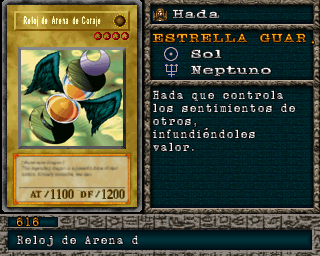 Reloj de Arena de Coraje
AT/1100 DF/1200
Hada
ESTRELLA GUAR.
Sol
Neptuno
Hada que controla
los sentimientos de
otros,
infundiéndoles
valor.
616
Reloj de Arena d